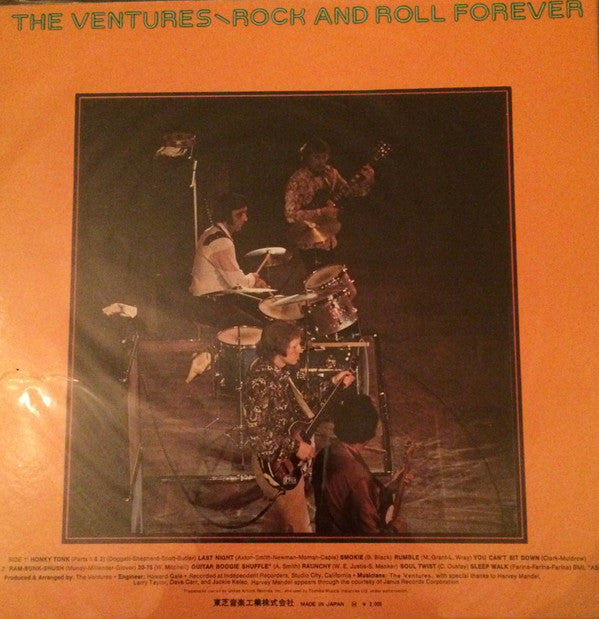 THE VENTURES\ROCK AND ROLL FOREVER
SIDE 1: HONKY TONK (Parts 1 & 2) (Doggett-Shepherd-Scott-Butler) LAST NIGHT (Axton-Smith-Newman-Moman-Capis) SMOKIE (B. Black) RUMBLE (M. Grant-L. Wray) YOU CAN'T SIT DOWN (Clark-Muldrow)
2: RAM-BUNK-SHUSH (Mundy-Millender-Glover) 20-75 (W. Mitchell) GUITAR BOOGIE SHUFFLE* (A. Smith) RAUNCHY (W. E. Justis-S. Manker) SOUL TWIST (C. Ousley) SLEEP WALK (Farina-Farina-Farina) BMI *AS
Produced & Arranged by: The Ventures • Engineer: Howard Gale • Recorded at Independent Recorders, Studio City, California • Musicians: The Ventures, with special thanks to Harvey Mandel,
Larry Taylor, Dave Carr, and Jackie Kelso. Harvey Mandel appears through the courtesy of Janus Records Corporation
東芝音楽工業株式会社 MADE IN JAPAN